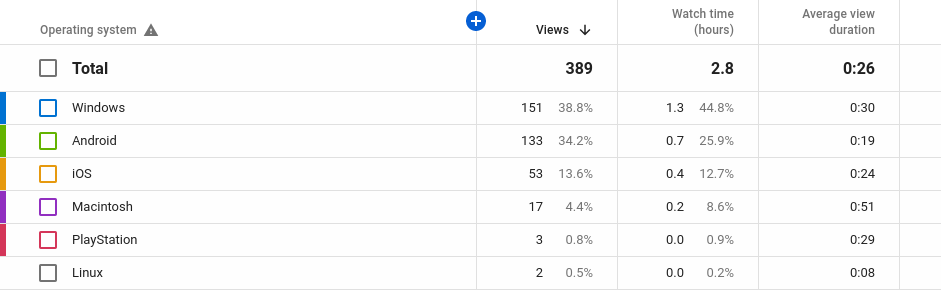 Operating system Views Watch time (hours) Average view duration
Total 389 2.8 0:26
Windows 151 38.8% 1.3 44.8% 0:30
Android 133 34.2% 0.7 25.9% 0:19
iOS 53 13.6% 0.4 12.7% 0:24
Macintosh 17 4.4% 0.2 8.6% 0:51
PlayStation 3 0.8% 0.0 0.9% 0:29
Linux 2 0.5% 0.0 0.2% 0:08